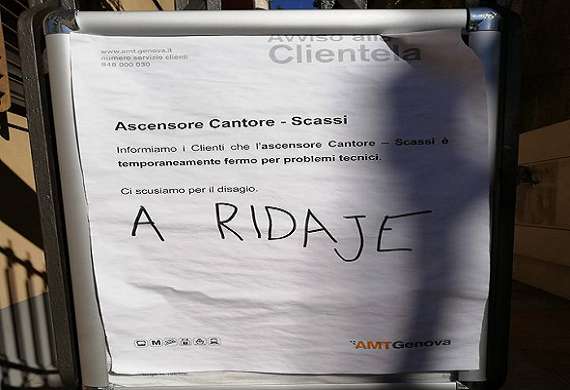 www.amt.genova.it
numero servizio clienti
848 000 030
Avviso alla
Clientela
Ascensore Cantore - Scassi
Informiamo i Clienti che l'ascensore Cantore – Scassi è
temporaneamente fermo per problemi tecnici.
Ci scusiamo per il disagio.
A RIDAJE
M
AMTGenova